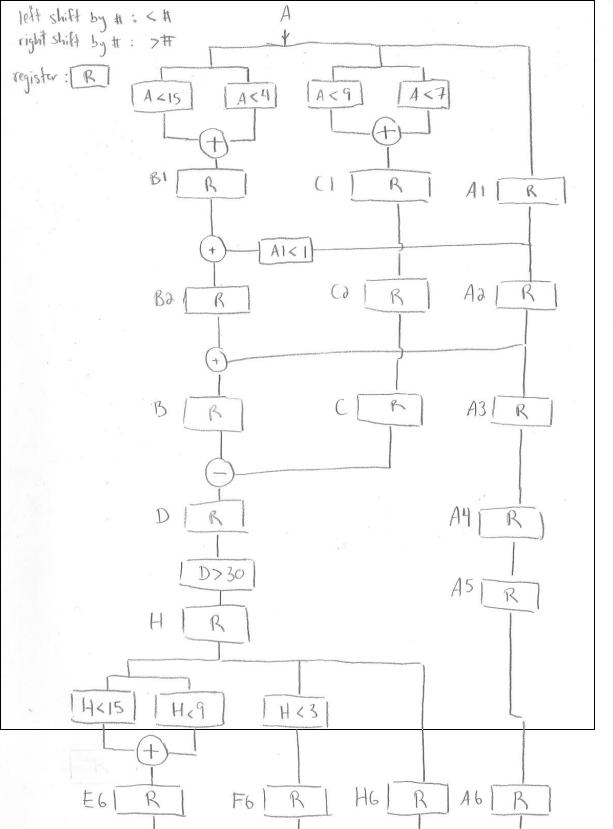 left shift by # : < #
right shift by # : > #
register : R
A
A<15 A<4 A<9 A<7
+ +
B1 R C1 R A1 R
+ A1<1
B2 R C2 R A2 R
+
B R C R A3 R
−
D R A4 R
D>30 A5 R
H R
H<15 H<9 H<3
+
E6 R F6 R H6 R A6 R